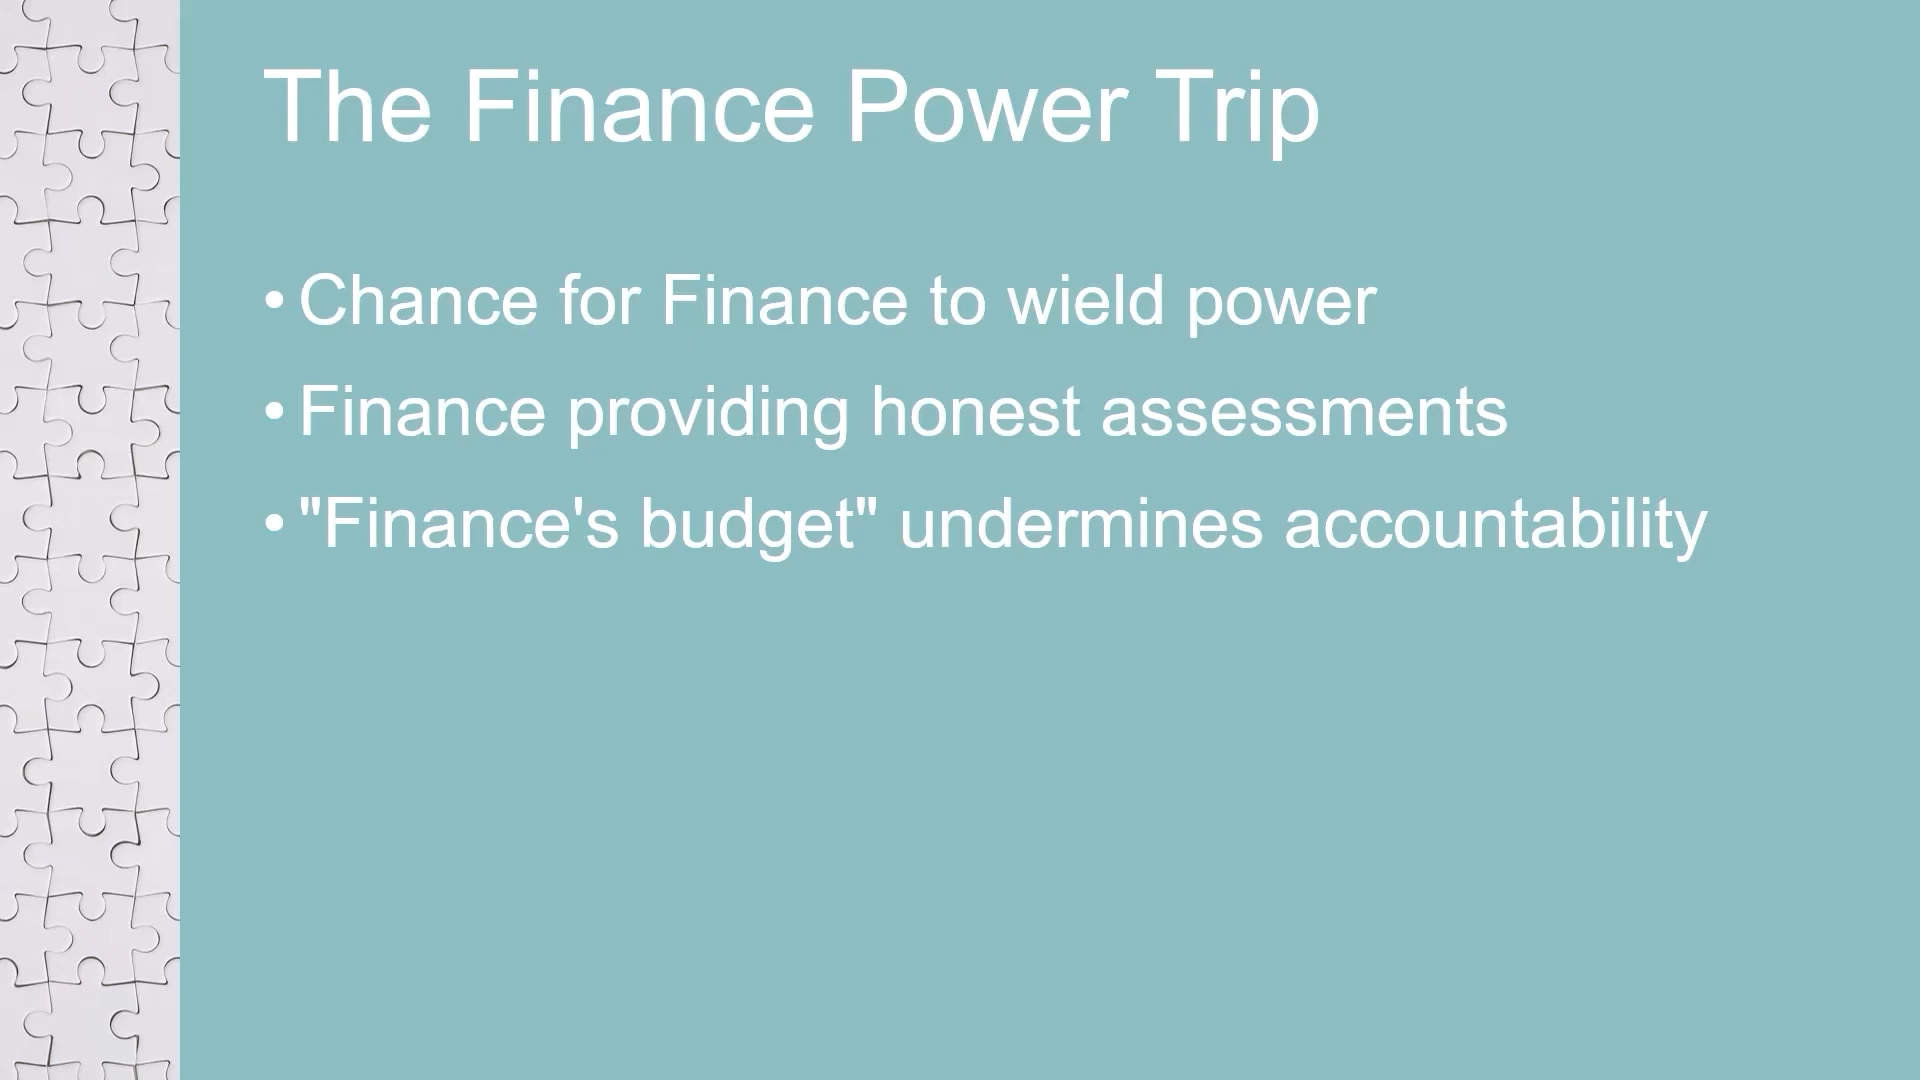 The Finance Power Trip
• Chance for Finance to wield power
• Finance providing honest assessments
• "Finance's budget" undermines accountability